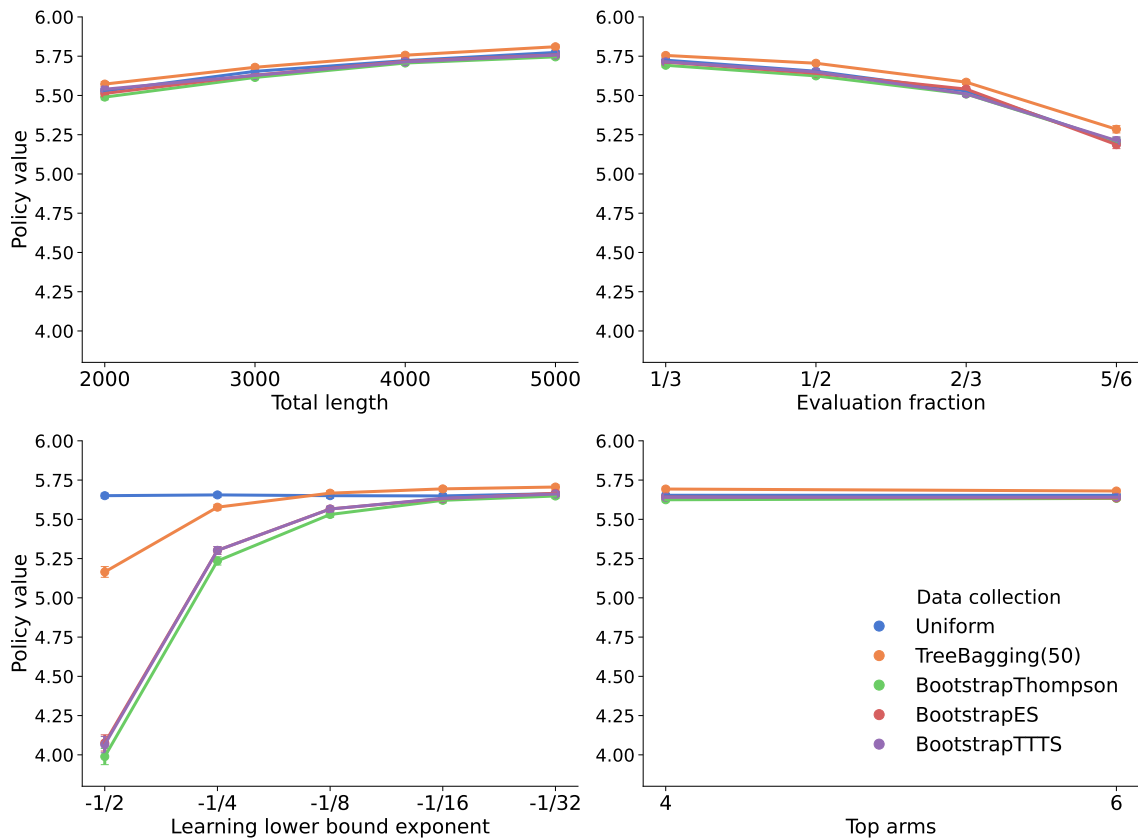 6.00
5.75
5.50
5.25
5.00
4.75
4.50
4.25
4.00
Policy value
2000 3000 4000 5000
Total length
6.00
5.75
5.50
5.25
5.00
4.75
4.50
4.25
4.00
1/3 1/2 2/3 5/6
Evaluation fraction
6.00
5.75
5.50
5.25
5.00
4.75
4.50
4.25
4.00
Policy value
-1/2 -1/4 -1/8 -1/16 -1/32
Learning lower bound exponent
6.00
5.75
5.50
5.25
5.00
4.75
4.50
4.25
4.00
Data collection
Uniform
TreeBagging(50)
BootstrapThompson
BootstrapES
BootstrapTTTS
4 6
Top arms